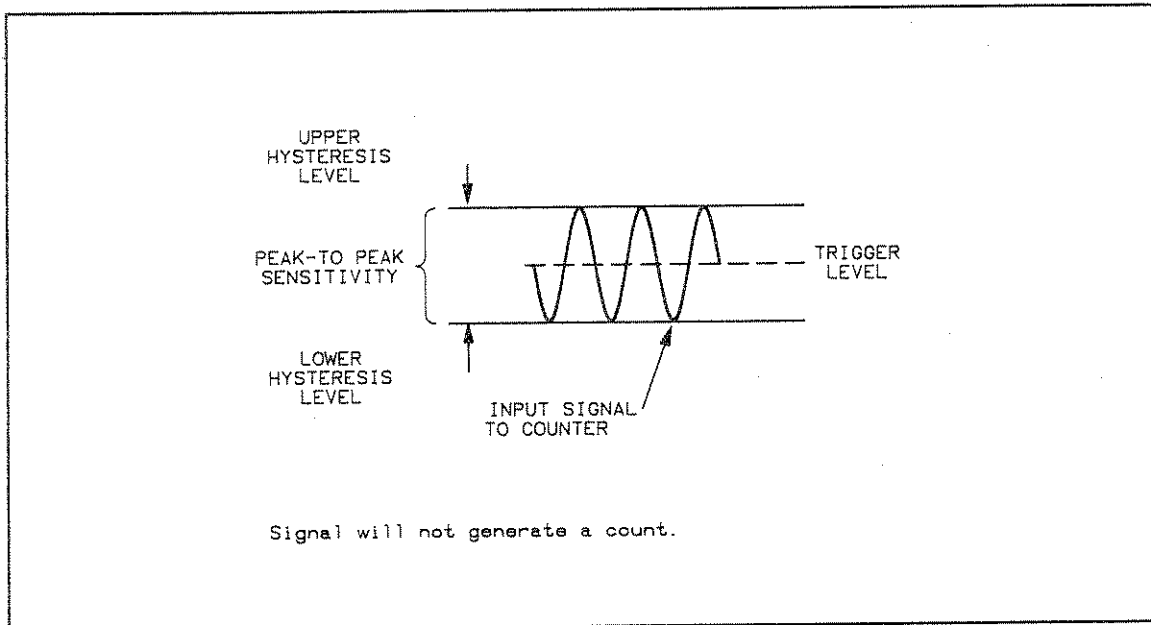 UPPER
HYSTERESIS
LEVEL
PEAK-TO PEAK
SENSITIVITY
TRIGGER
LEVEL
LOWER
HYSTERESIS
LEVEL
INPUT SIGNAL
TO COUNTER
Signal will not generate a count.